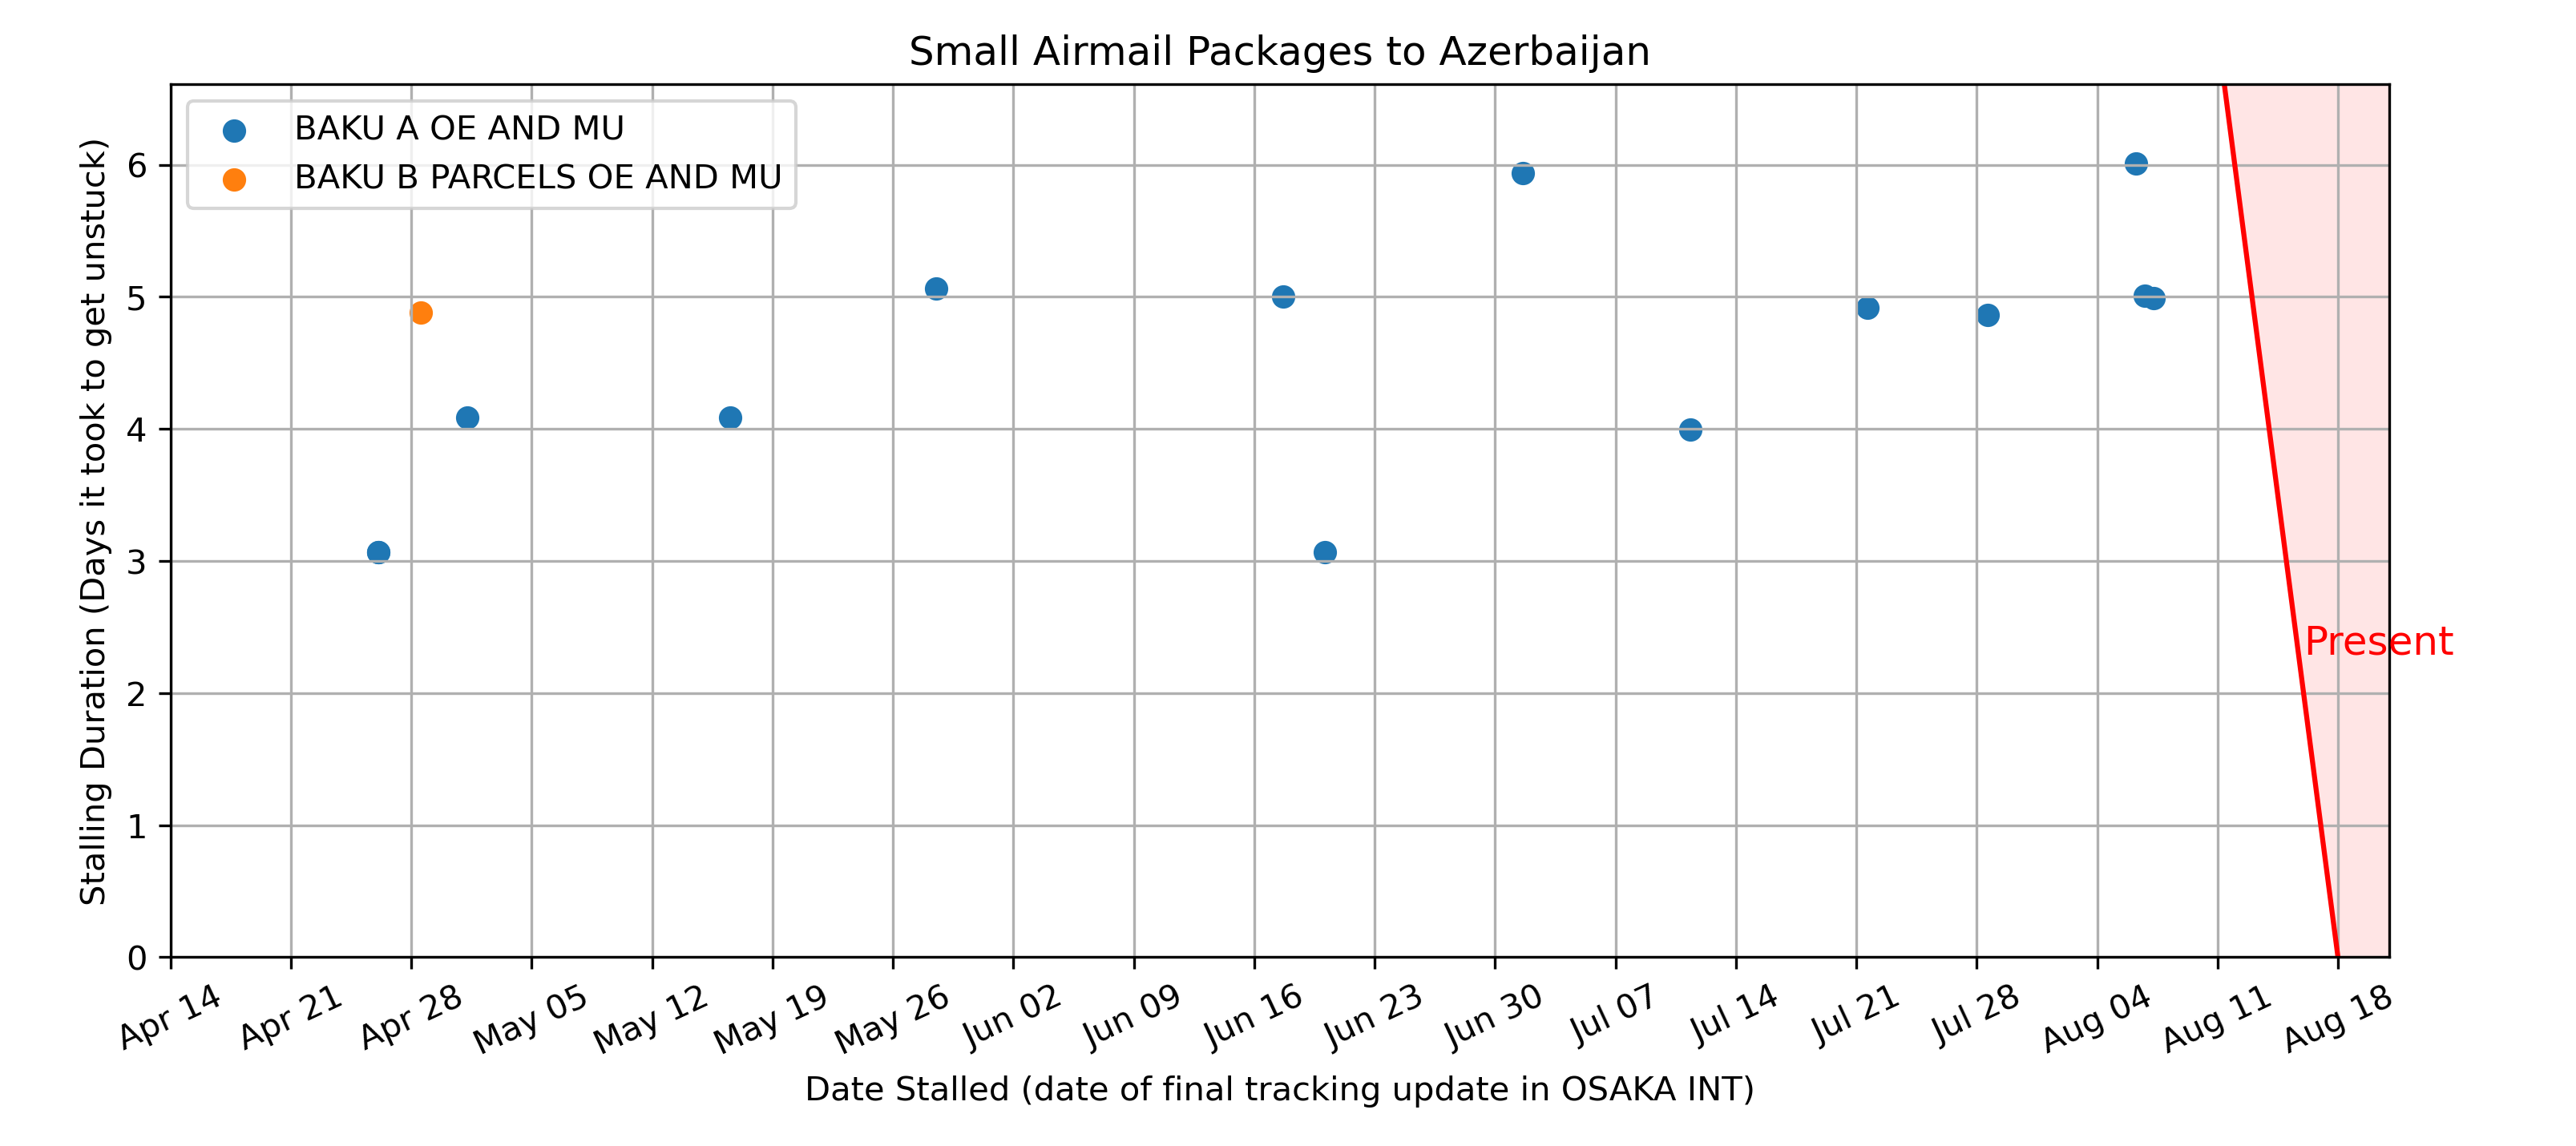 Small Airmail Packages to Azerbaijan
BAKU A OE AND MU
BAKU B PARCELS OE AND MU
Stalling Duration (Days it took to get unstuck)
6
5
4
3
2
1
0
Present
Apr 14
Apr 21
Apr 28
May 05
May 12
May 19
May 26
Jun 02
Jun 09
Jun 16
Jun 23
Jun 30
Jul 07
Jul 14
Jul 21
Jul 28
Aug 04
Aug 11
Aug 18
Date Stalled (date of final tracking update in OSAKA INT)